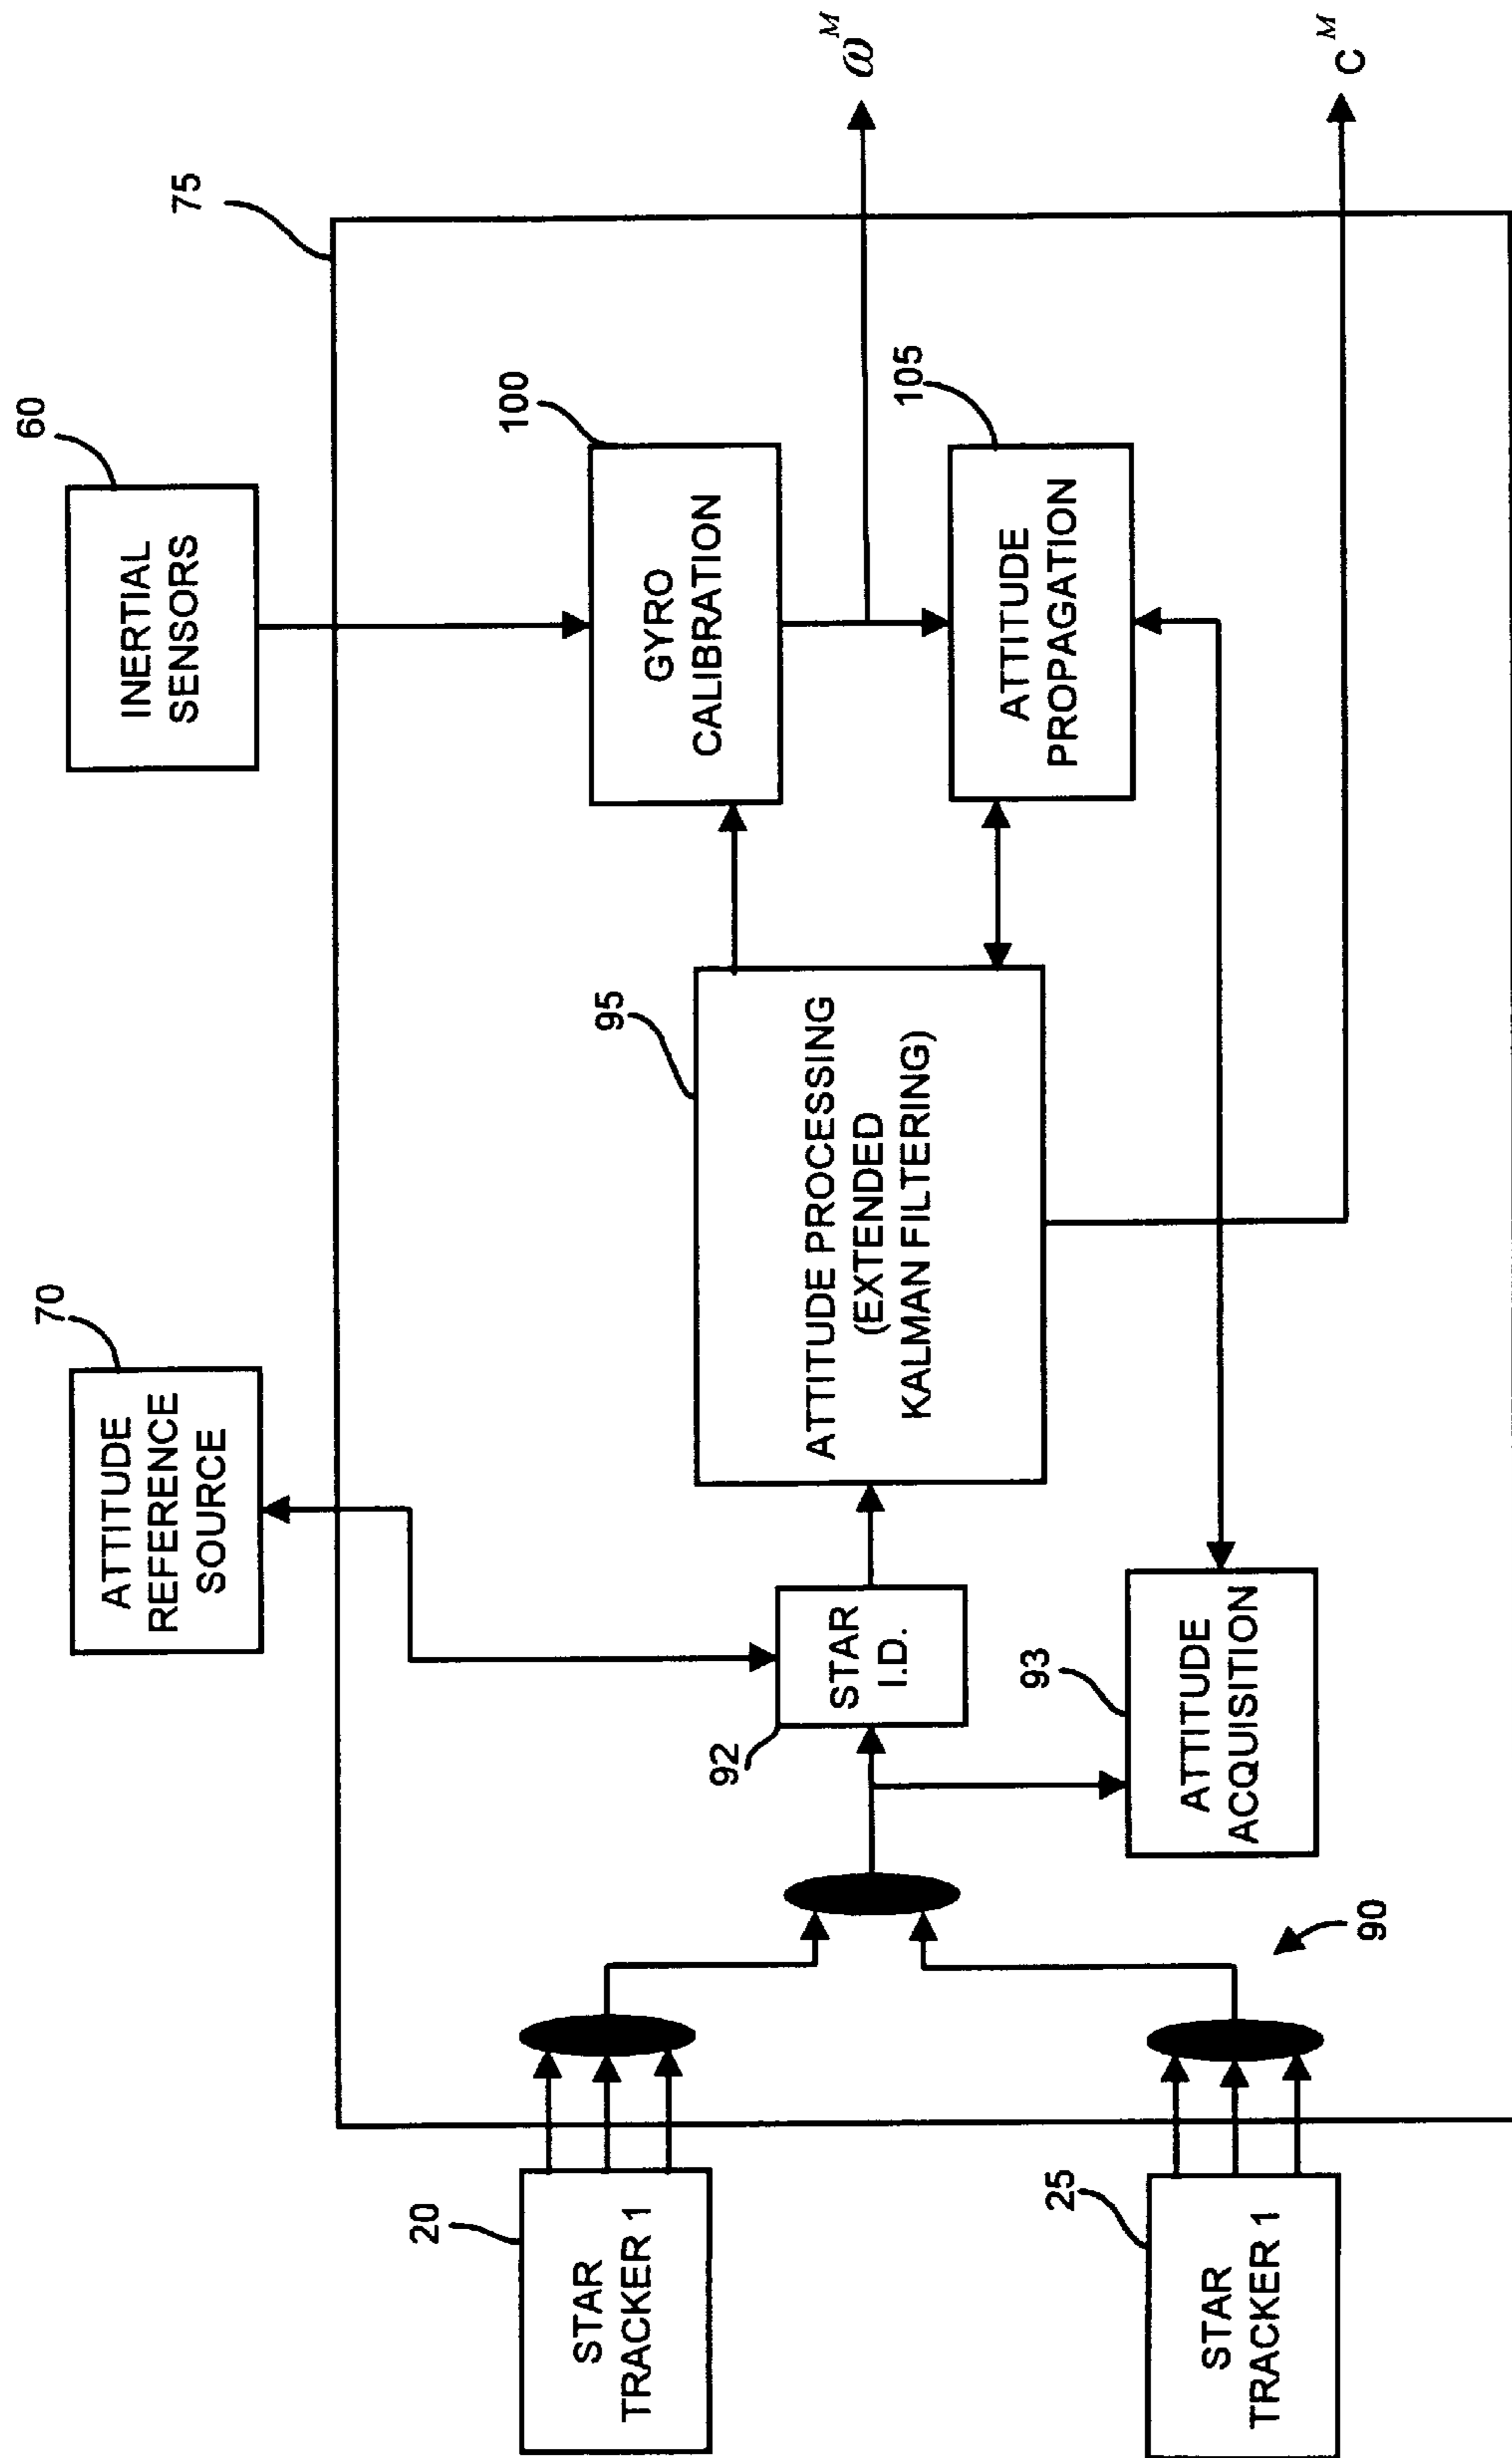 60
INERTIAL
SENSORS
70
ATTITUDE
REFERENCE
SOURCE
75
20
STAR
TRACKER 1
25
STAR
TRACKER 1
90
92
STAR
I.D.
93
ATTITUDE
ACQUISITION
95
ATTITUDE PROCESSING
(EXTENDED
KALMAN FILTERING)
100
GYRO
CALIBRATION
105
ATTITUDE
PROPAGATION
ω^M
C^M